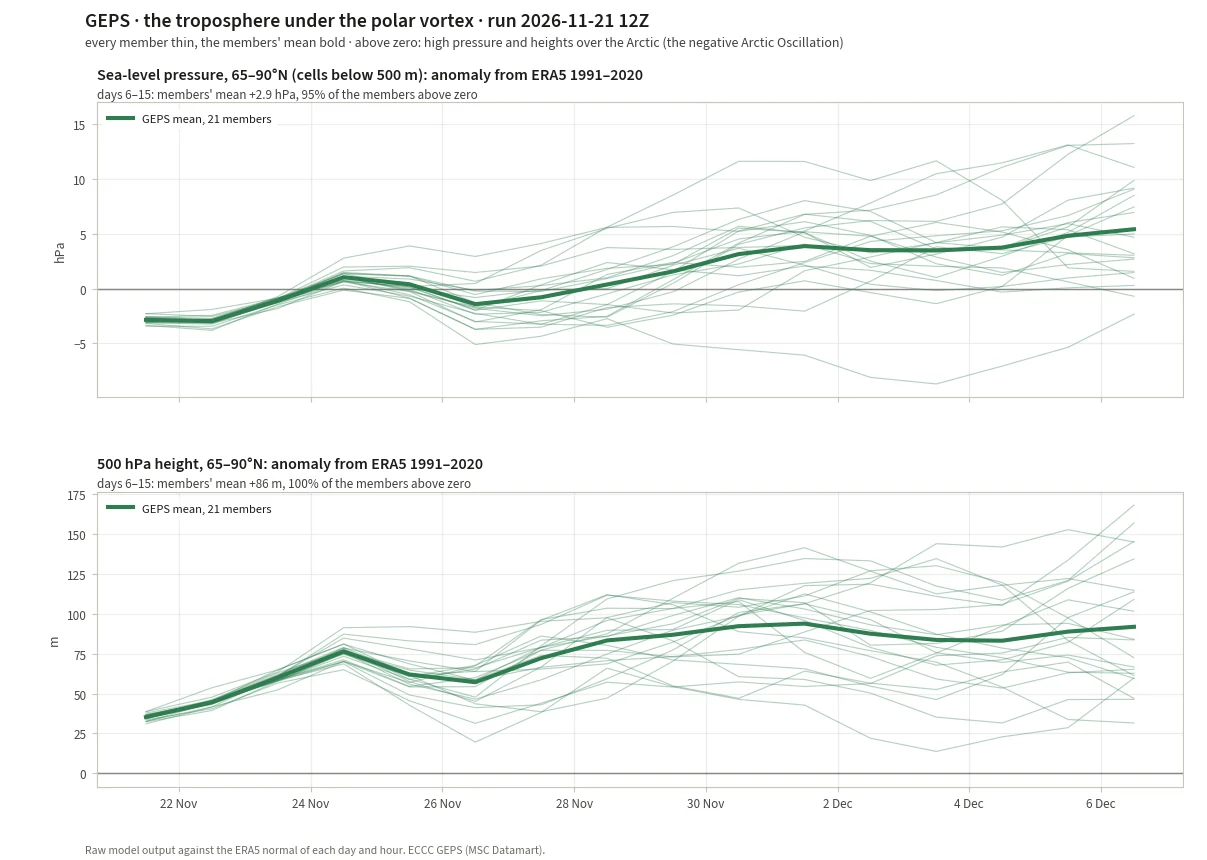 GEPS · the troposphere under the polar vortex · run 2026-11-21 12Z
every member thin, the members' mean bold · above zero: high pressure and heights over the Arctic (the negative Arctic Oscillation)
Sea-level pressure, 65–90°N (cells below 500 m): anomaly from ERA5 1991–2020
days 6–15: members' mean +2.9 hPa, 95% of the members above zero
GEPS mean, 21 members
15
10
5
0
−5
hPa
500 hPa height, 65–90°N: anomaly from ERA5 1991–2020
days 6–15: members' mean +86 m, 100% of the members above zero
GEPS mean, 21 members
175
150
125
100
75
50
25
0
m
22 Nov 24 Nov 26 Nov 28 Nov 30 Nov 2 Dec 4 Dec 6 Dec
Raw model output against the ERA5 normal of each day and hour. ECCC GEPS (MSC Datamart).